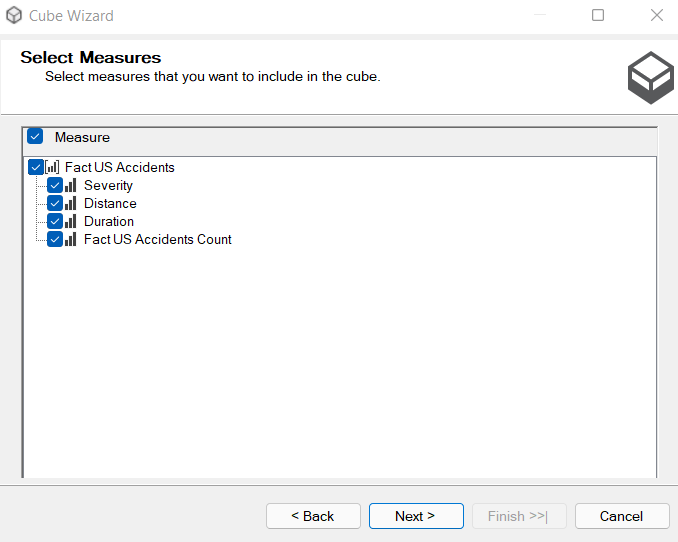 Cube Wizard
Select Measures
Select measures that you want to include in the cube.
Measure
Fact US Accidents
Severity
Distance
Duration
Fact US Accidents Count
< Back
Next >
Finish >>|
Cancel